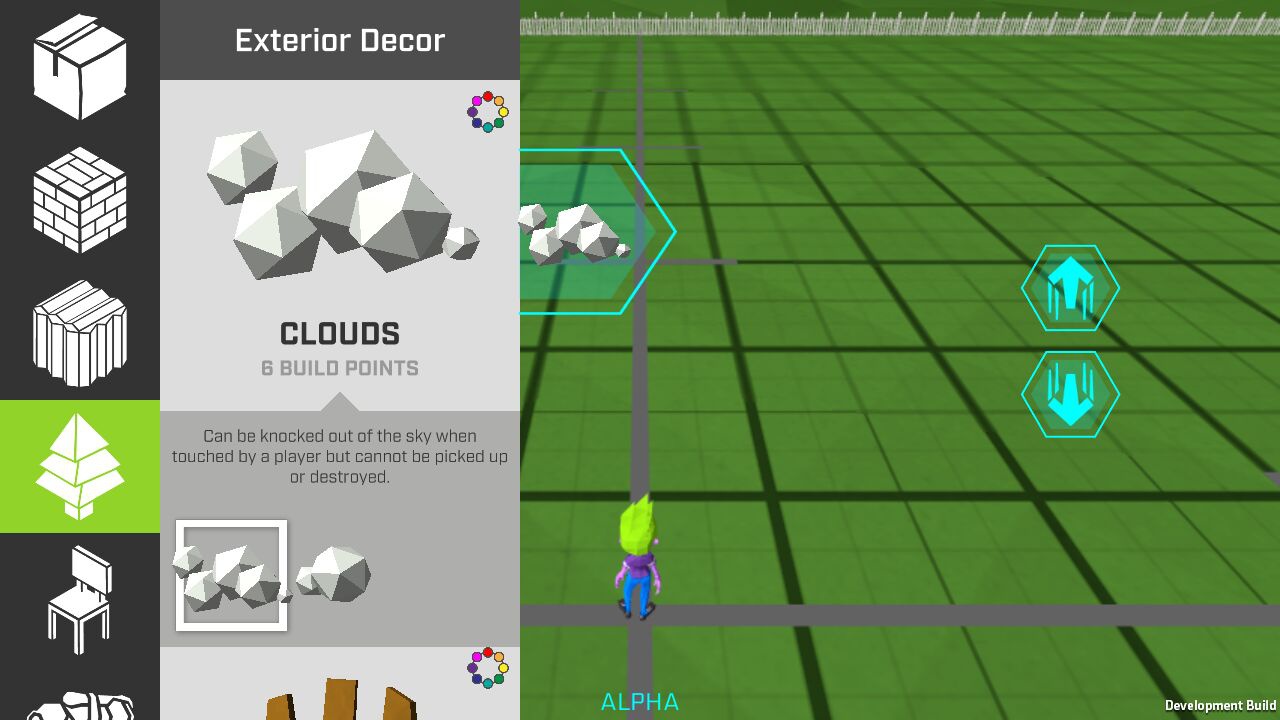 Exterior Decor
CLOUDS
6 BUILD POINTS
Can be knocked out of the sky when
touched by a player but cannot be picked up
or destroyed.
ALPHA
Development Build